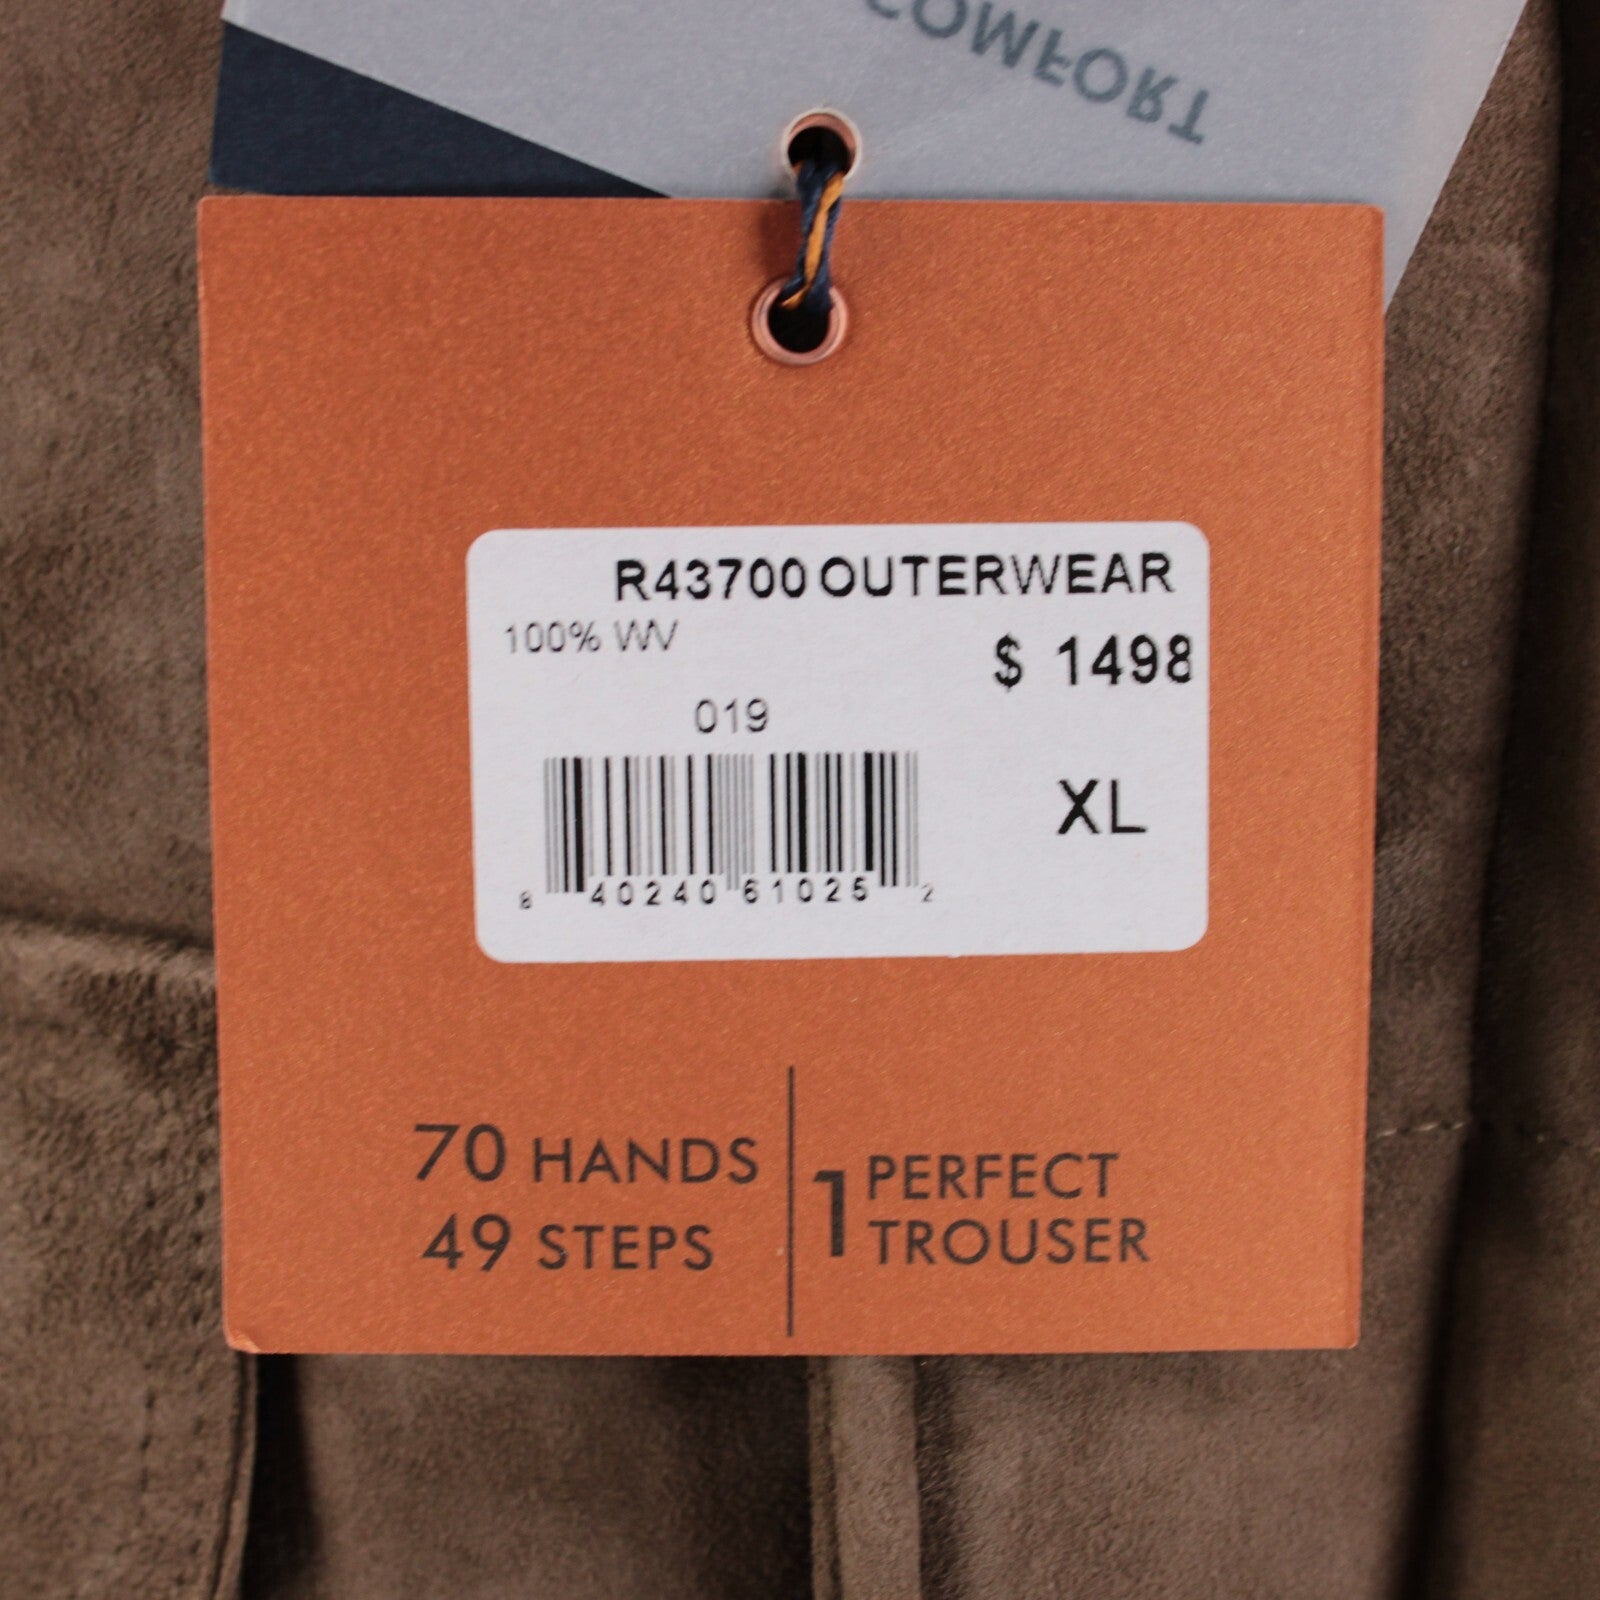 COMFORT
R43700 OUTERWEAR
100% WV
$ 1498
019
XL
8 40240 61025 2
70 HANDS
49 STEPS
1 PERFECT
TROUSER